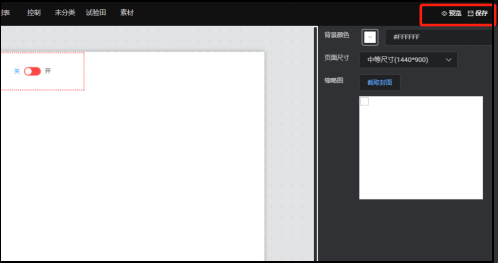 控制 未分类 试验田 素材 预览 保存
关 开
背景颜色 #FFFFFF
页面尺寸 中等尺寸(1440*900)
缩略图 截取封面